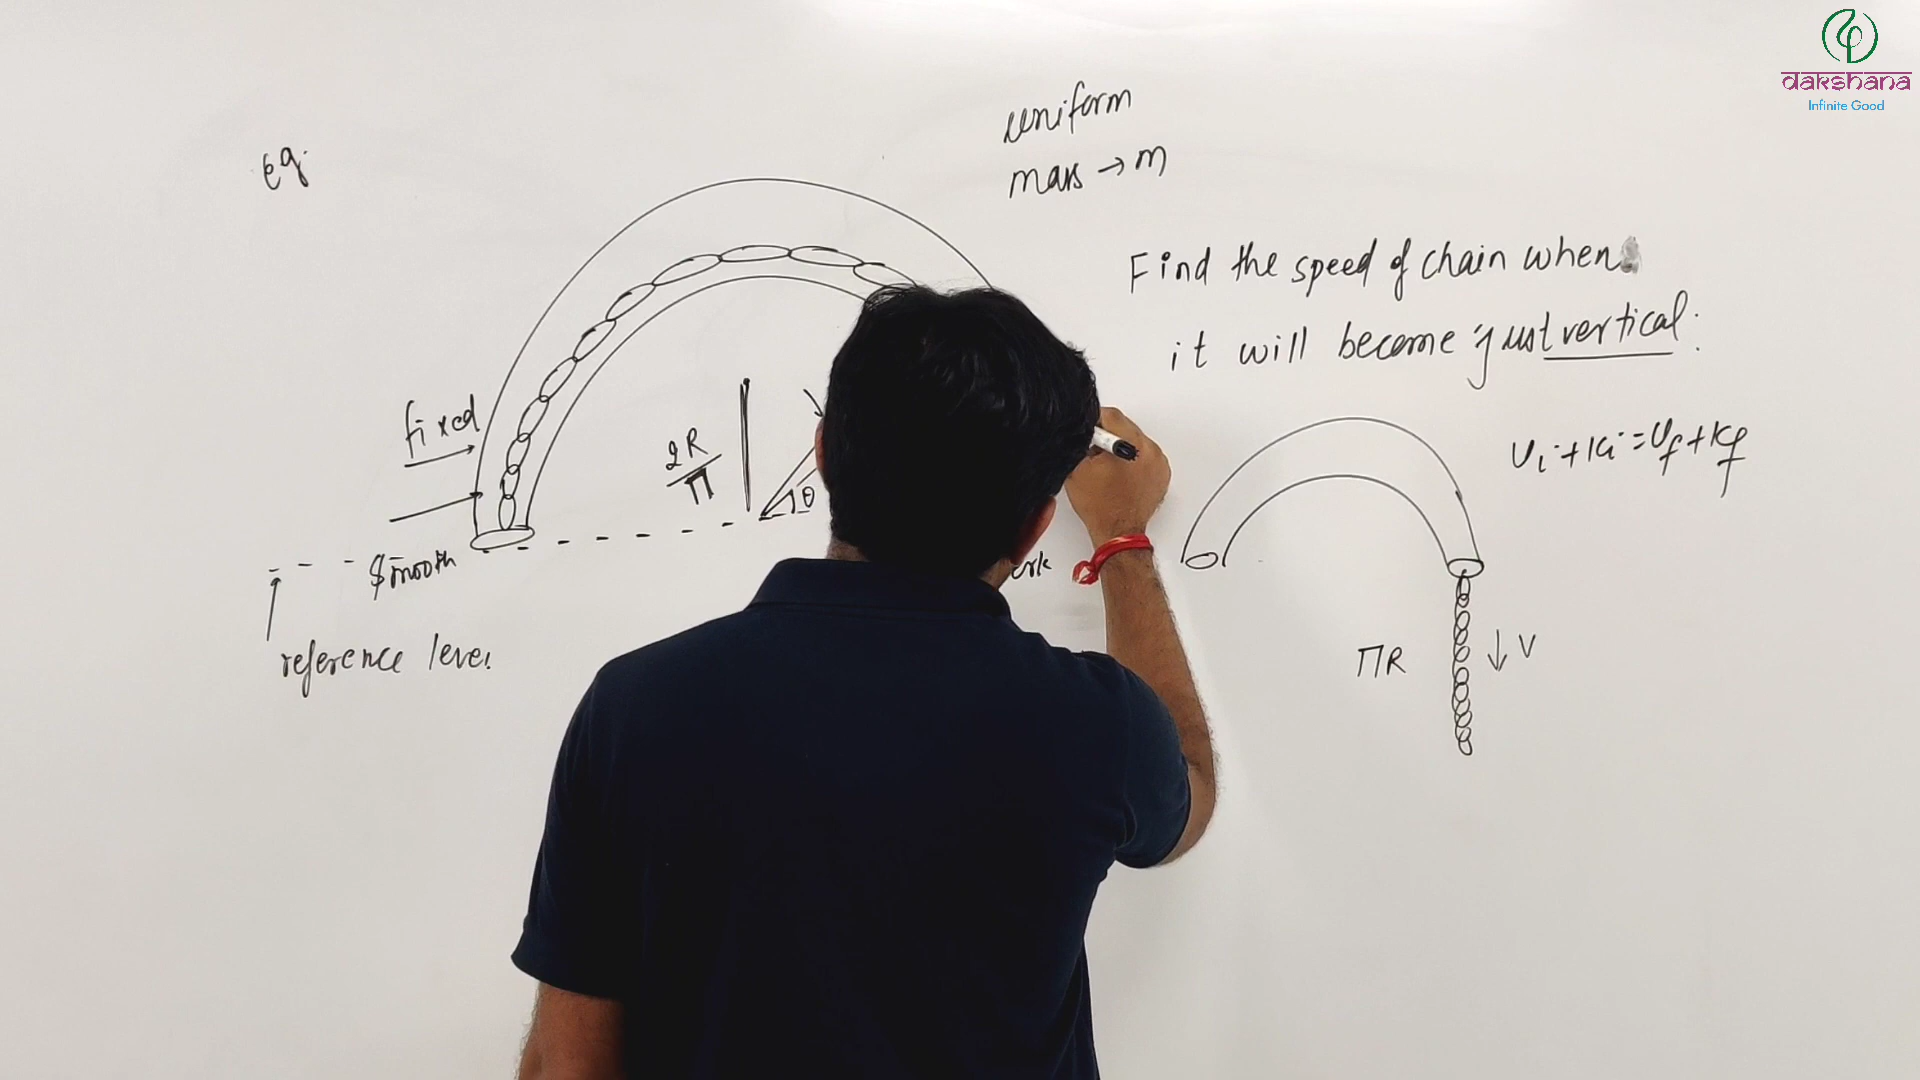 eg.
uniform
mass → m
Find the speed of chain when
it will become just vertical.
fixed
2R
π
θ
Ui + Ki = Uf + Kf
smooth
reference level
πR
↓ V
dakshana
Infinite Good